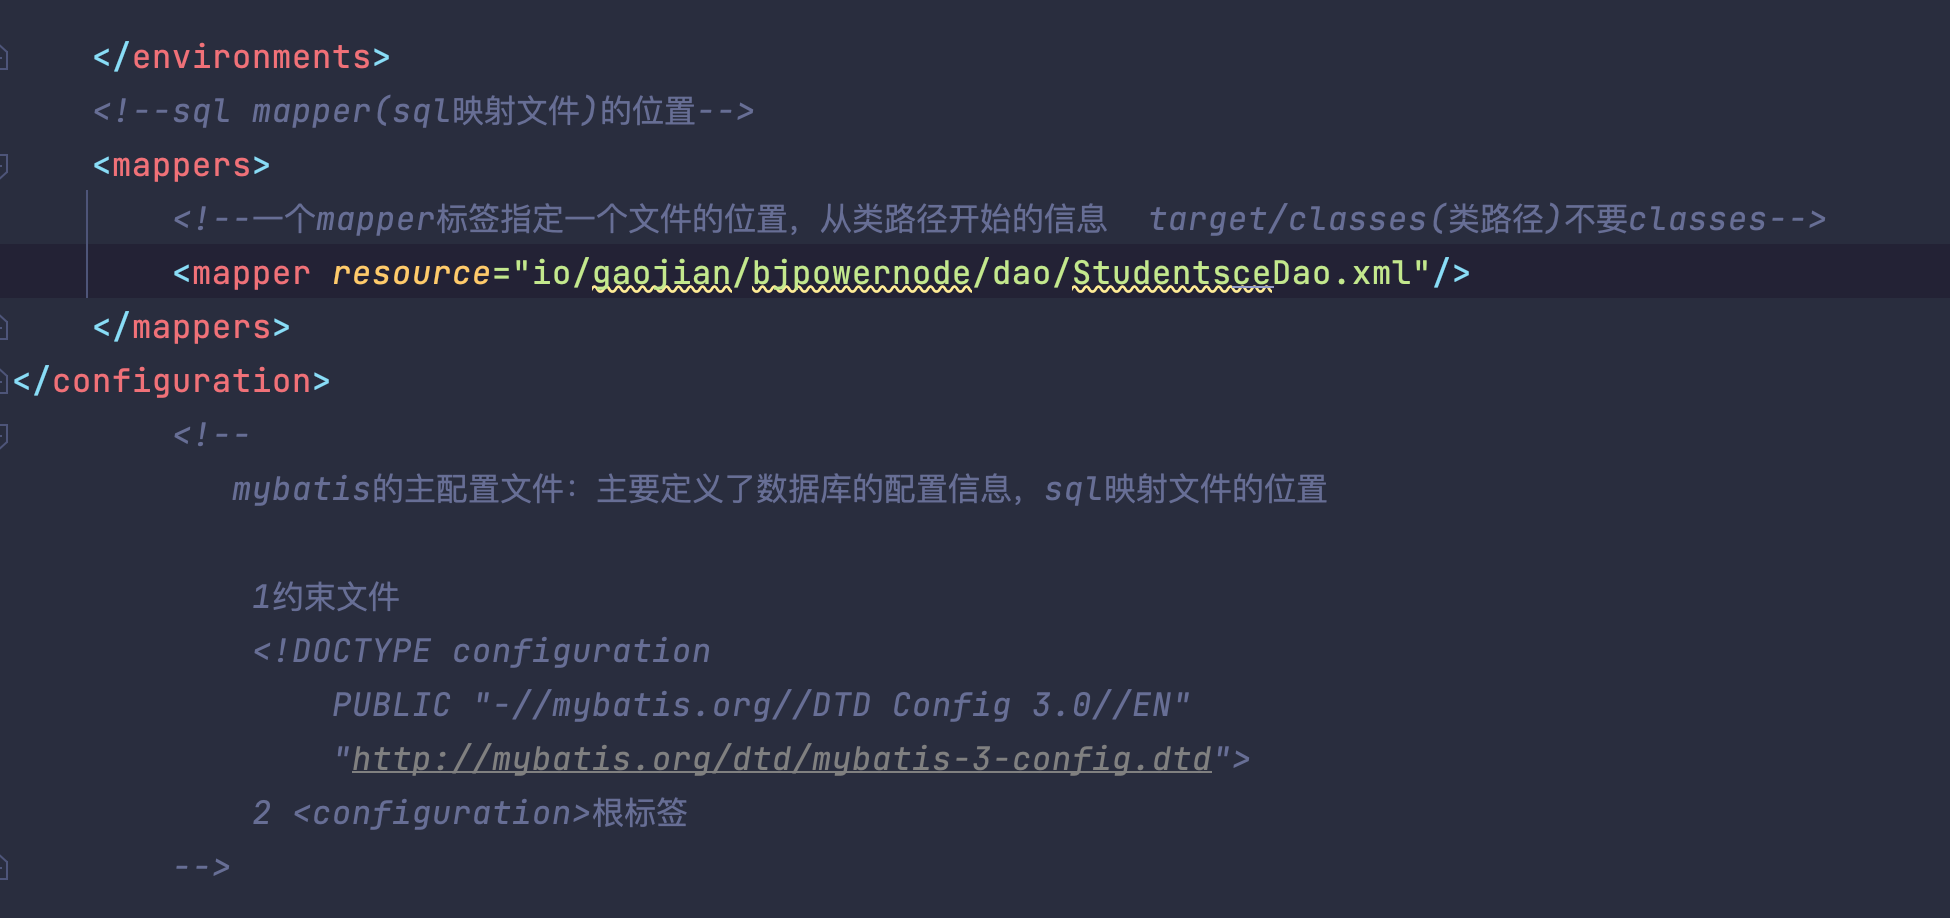 </environments>
<!--sql mapper(sql映射文件)的位置-->
<mappers>
<!--一个mapper标签指定一个文件的位置，从类路径开始的信息  target/classes(类路径)不要classes-->
<mapper resource="io/gaojian/bjpowernode/dao/StudentsceDao.xml"/>
</mappers>
</configuration>
<!--
mybatis的主配置文件：主要定义了数据库的配置信息，sql映射文件的位置
1约束文件
<!DOCTYPE configuration
PUBLIC "-//mybatis.org//DTD Config 3.0//EN"
"http://mybatis.org/dtd/mybatis-3-config.dtd">
2 <configuration>根标签
-->